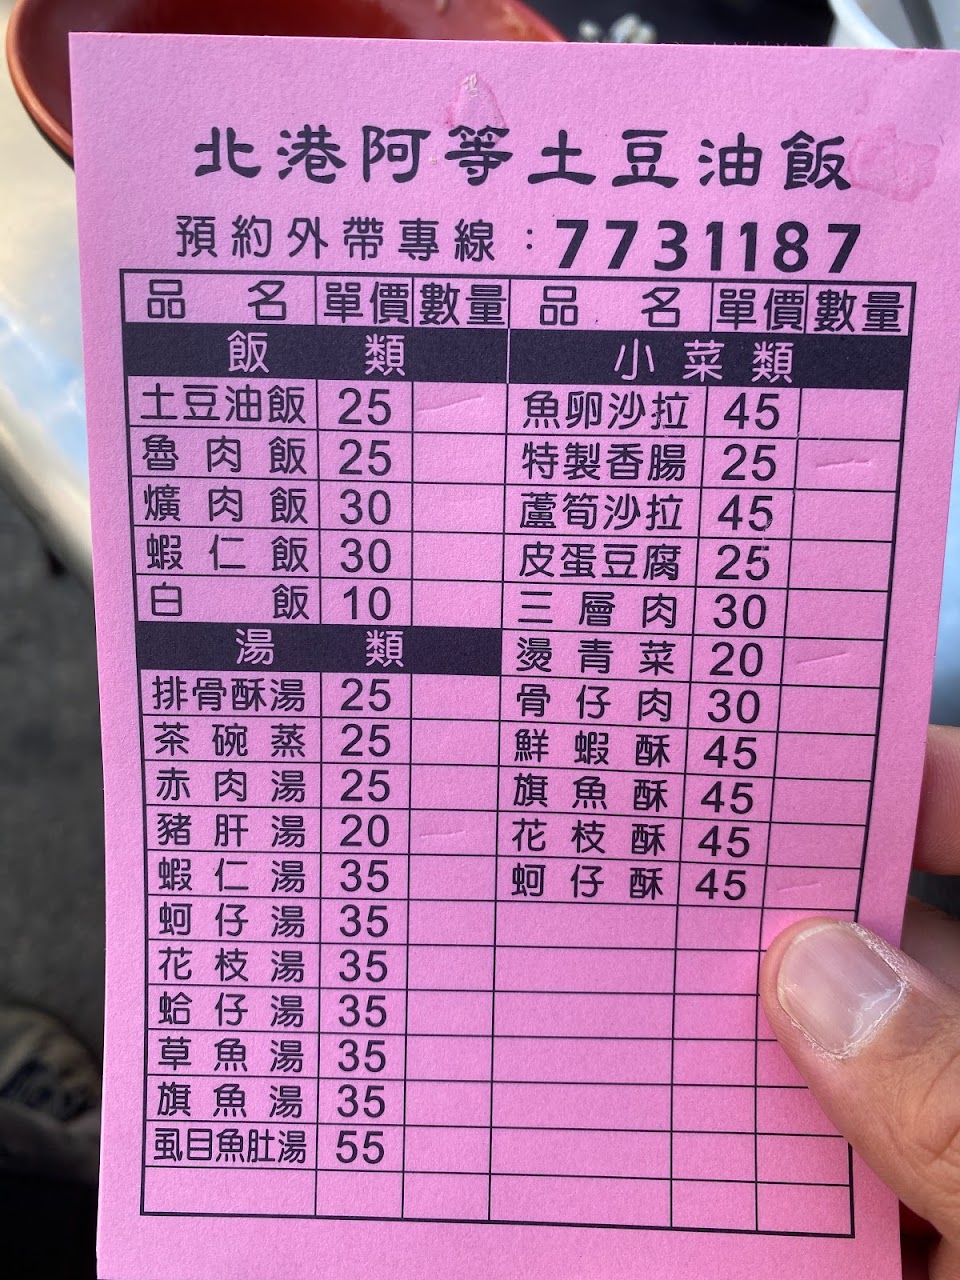 北港阿等土豆油飯
預約外帶專線：7731187
品名 單價 數量 品名 單價 數量
飯類 小菜類
土豆油飯 25 一 魚卵沙拉 45
魯肉飯 25 特製香腸 25 一
爌肉飯 30 蘆筍沙拉 45
蝦仁飯 30 皮蛋豆腐 25
白飯 10 三層肉 30
湯類 燙青菜 20 一
排骨酥湯 25 骨仔肉 30
茶碗蒸 25 鮮蝦酥 45
赤肉湯 25 旗魚酥 45
豬肝湯 20 一 花枝酥 45
蝦仁湯 35 蚵仔酥 45 一
蚵仔湯 35
花枝湯 35
蛤仔湯 35
草魚湯 35
旗魚湯 35
虱目魚肚湯 55